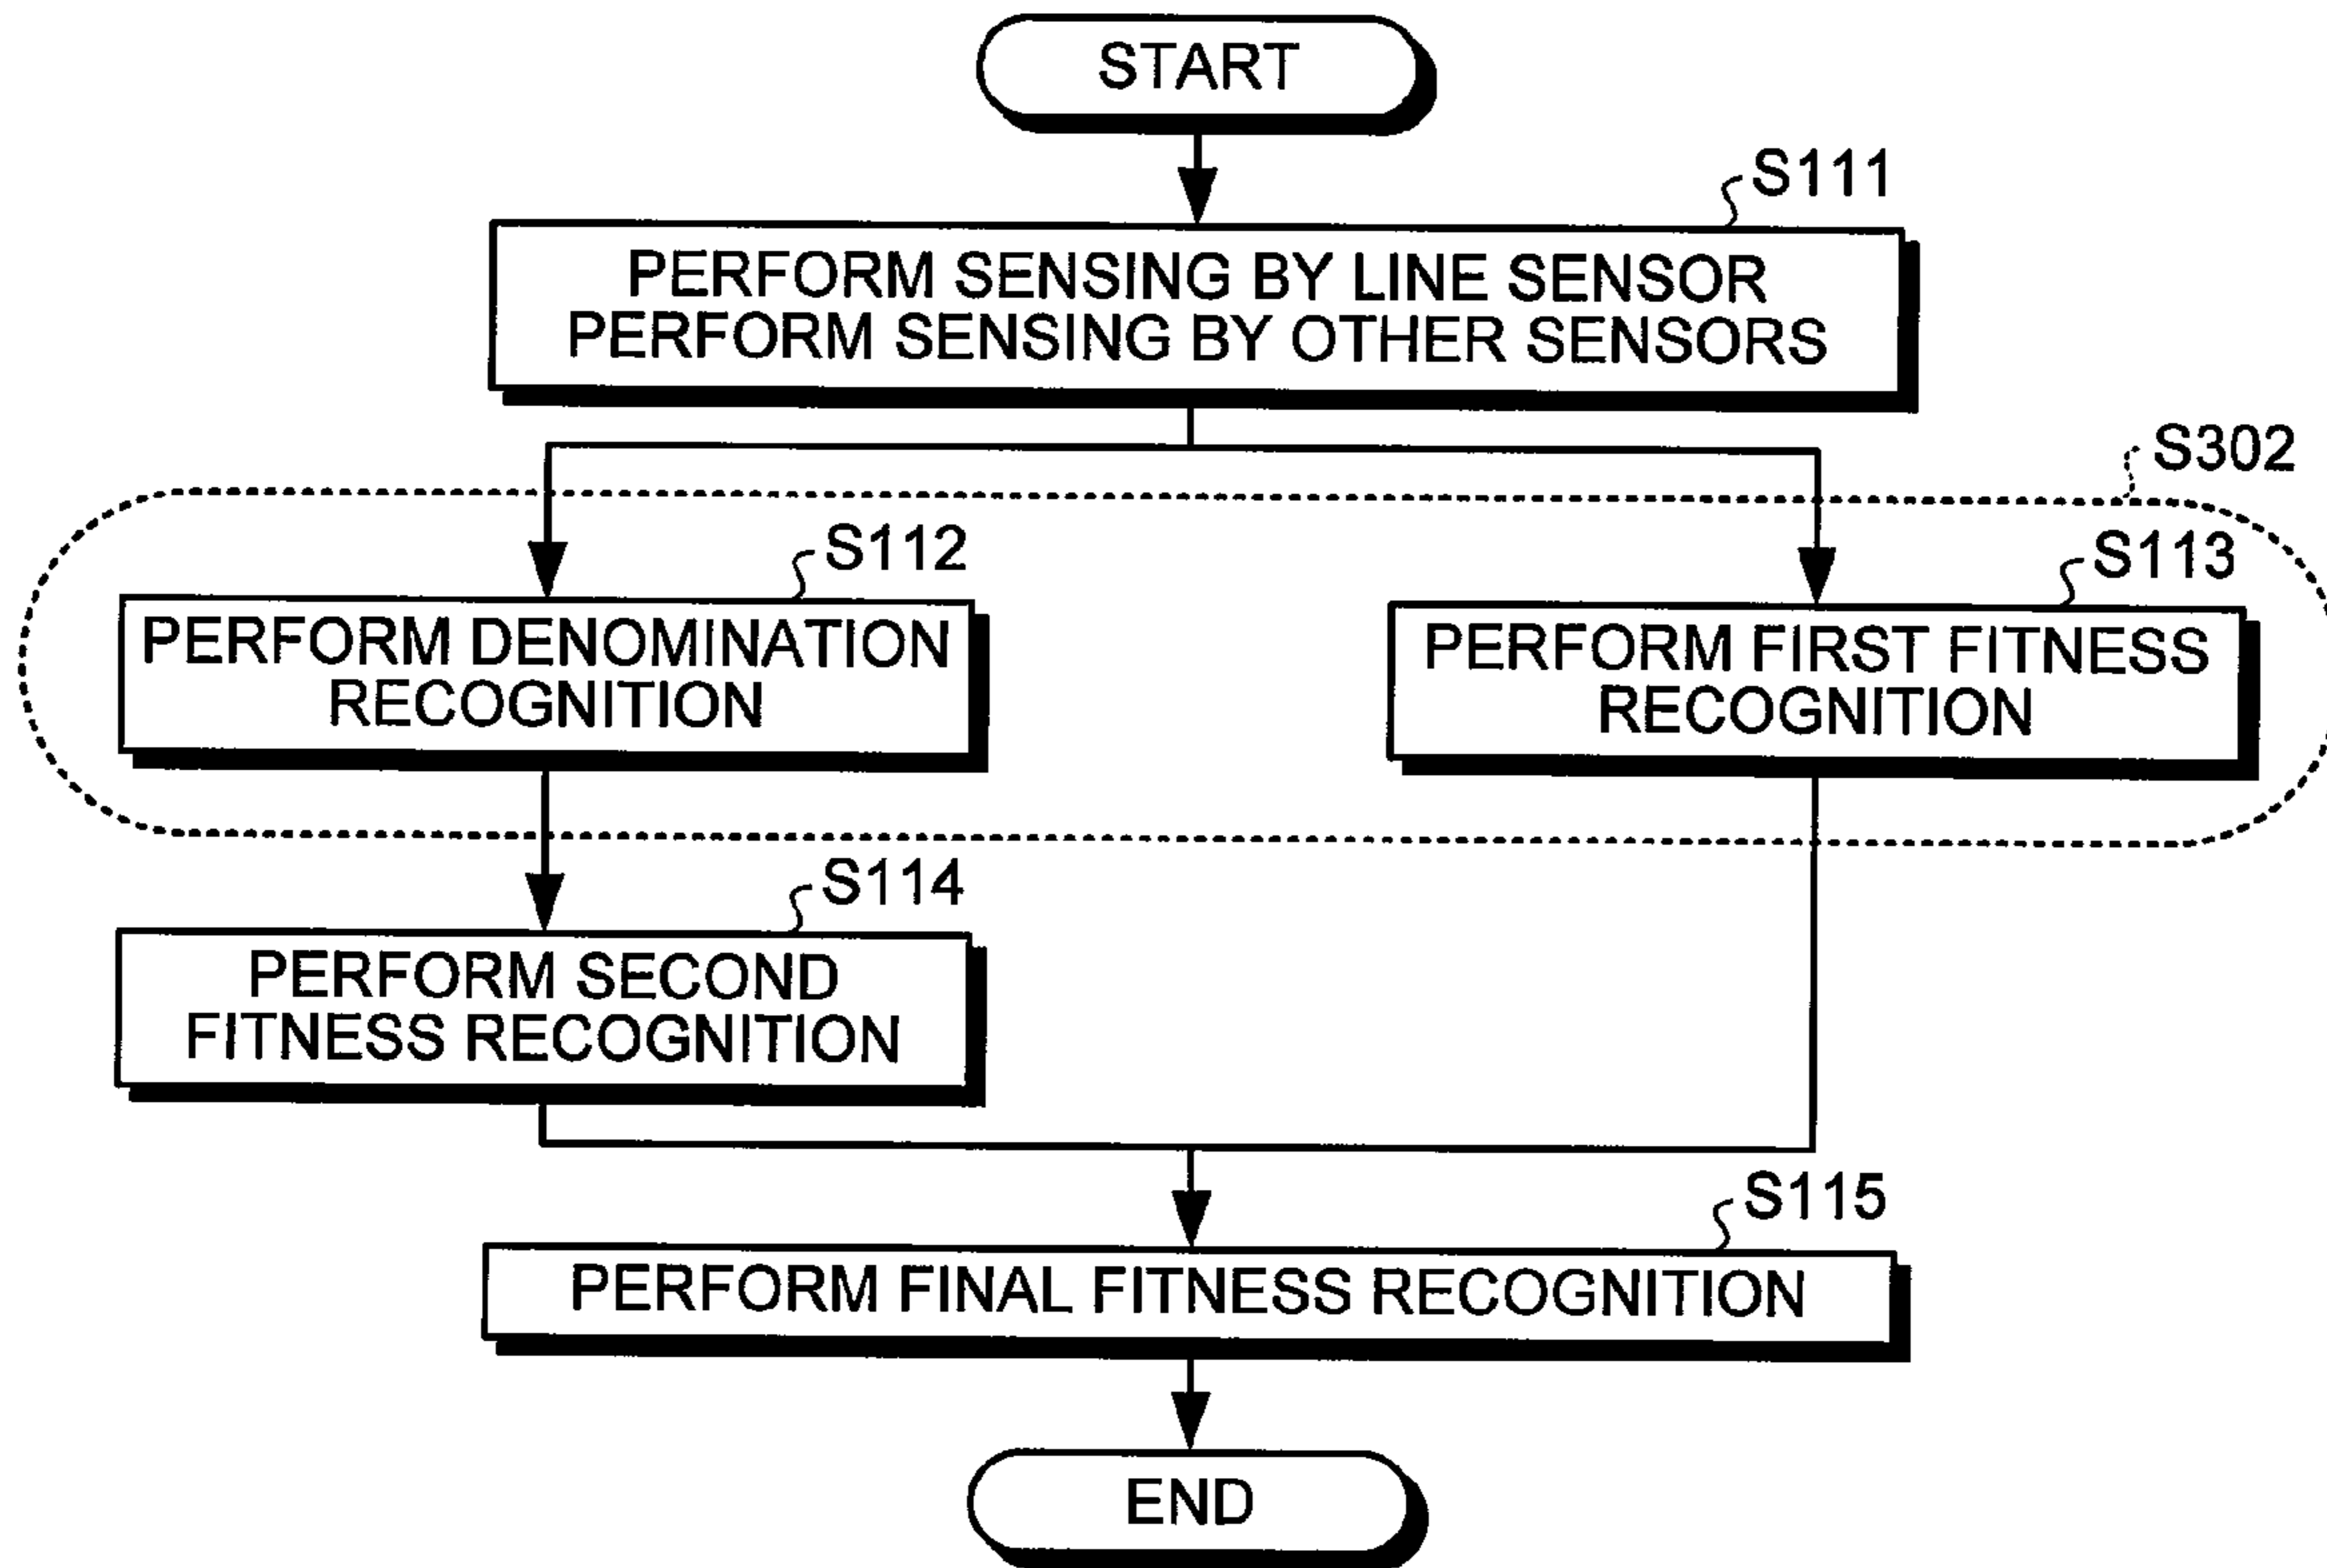 START
S111
PERFORM SENSING BY LINE SENSOR
PERFORM SENSING BY OTHER SENSORS
S302
S112
PERFORM DENOMINATION
RECOGNITION
S113
PERFORM FIRST FITNESS
RECOGNITION
S114
PERFORM SECOND
FITNESS RECOGNITION
S115
PERFORM FINAL FITNESS RECOGNITION
END